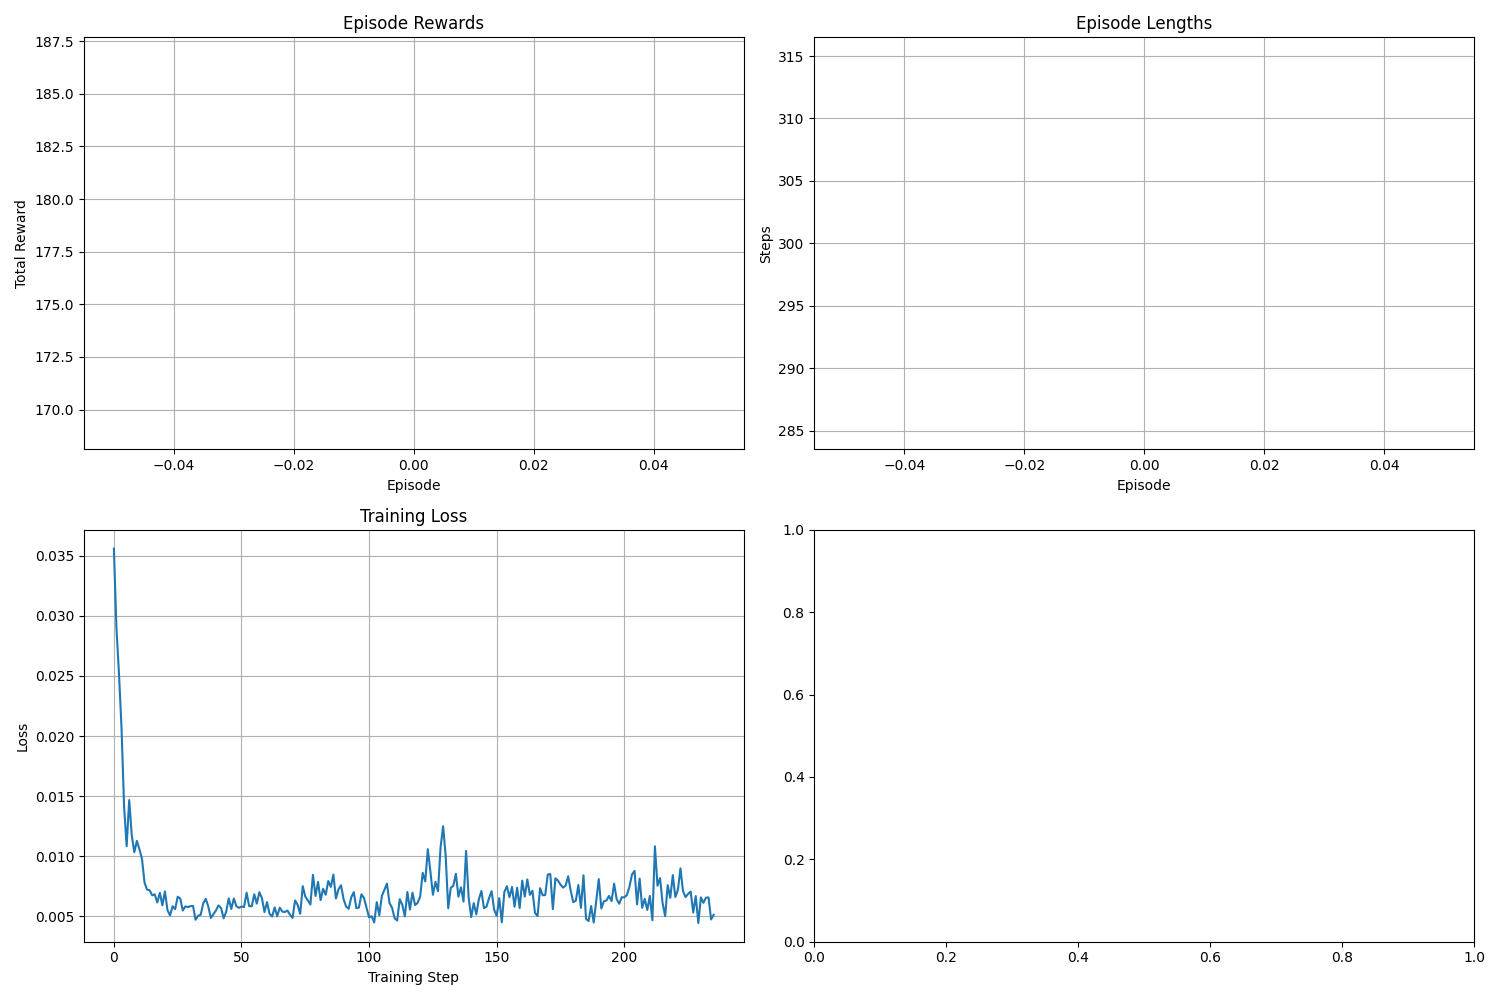 Episode Rewards
187.5
185.0
182.5
180.0
177.5
175.0
172.5
170.0
Total Reward
−0.04 −0.02 0.00 0.02 0.04
Episode
Episode Lengths
315
310
305
300
295
290
285
Steps
−0.04 −0.02 0.00 0.02 0.04
Episode
Training Loss
0.035
0.030
0.025
0.020
0.015
0.010
0.005
Loss
0 50 100 150 200
Training Step
1.0
0.8
0.6
0.4
0.2
0.0
0.0 0.2 0.4 0.6 0.8 1.0